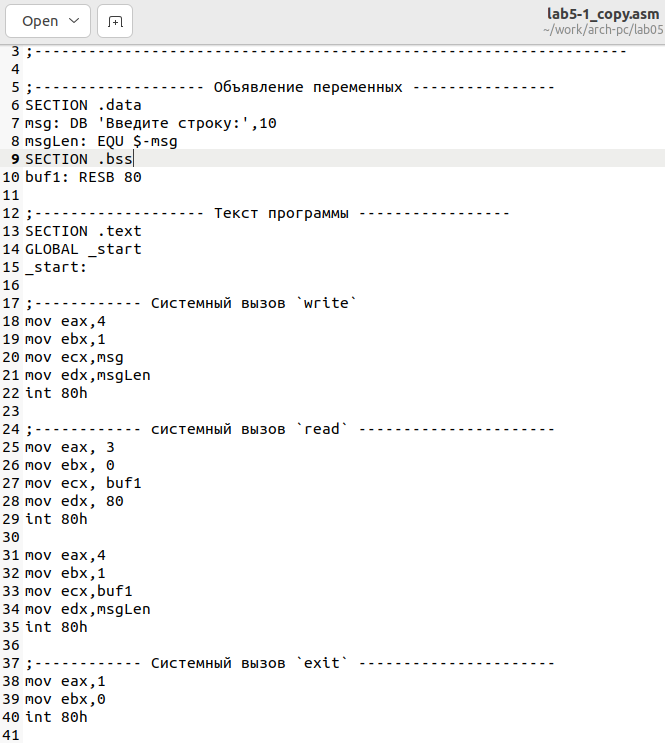 Open
lab5-1_copy.asm
~/work/arch-pc/lab05
3 ;------------------------------------------------------------------
4
5 ;------------------- Объявление переменных ----------------
6 SECTION .data
7 msg: DB 'Введите строку:',10
8 msgLen: EQU $-msg
9 SECTION .bss
10 buf1: RESB 80
11
12 ;------------------- Текст программы -----------------
13 SECTION .text
14 GLOBAL _start
15 _start:
16
17 ;------------ Системный вызов `write`
18 mov eax,4
19 mov ebx,1
20 mov ecx,msg
21 mov edx,msgLen
22 int 80h
23
24 ;------------ системный вызов `read` ----------------------
25 mov eax, 3
26 mov ebx, 0
27 mov ecx, buf1
28 mov edx, 80
29 int 80h
30
31 mov eax,4
32 mov ebx,1
33 mov ecx,buf1
34 mov edx,msgLen
35 int 80h
36
37 ;------------ Системный вызов `exit` ----------------------
38 mov eax,1
39 mov ebx,0
40 int 80h
41